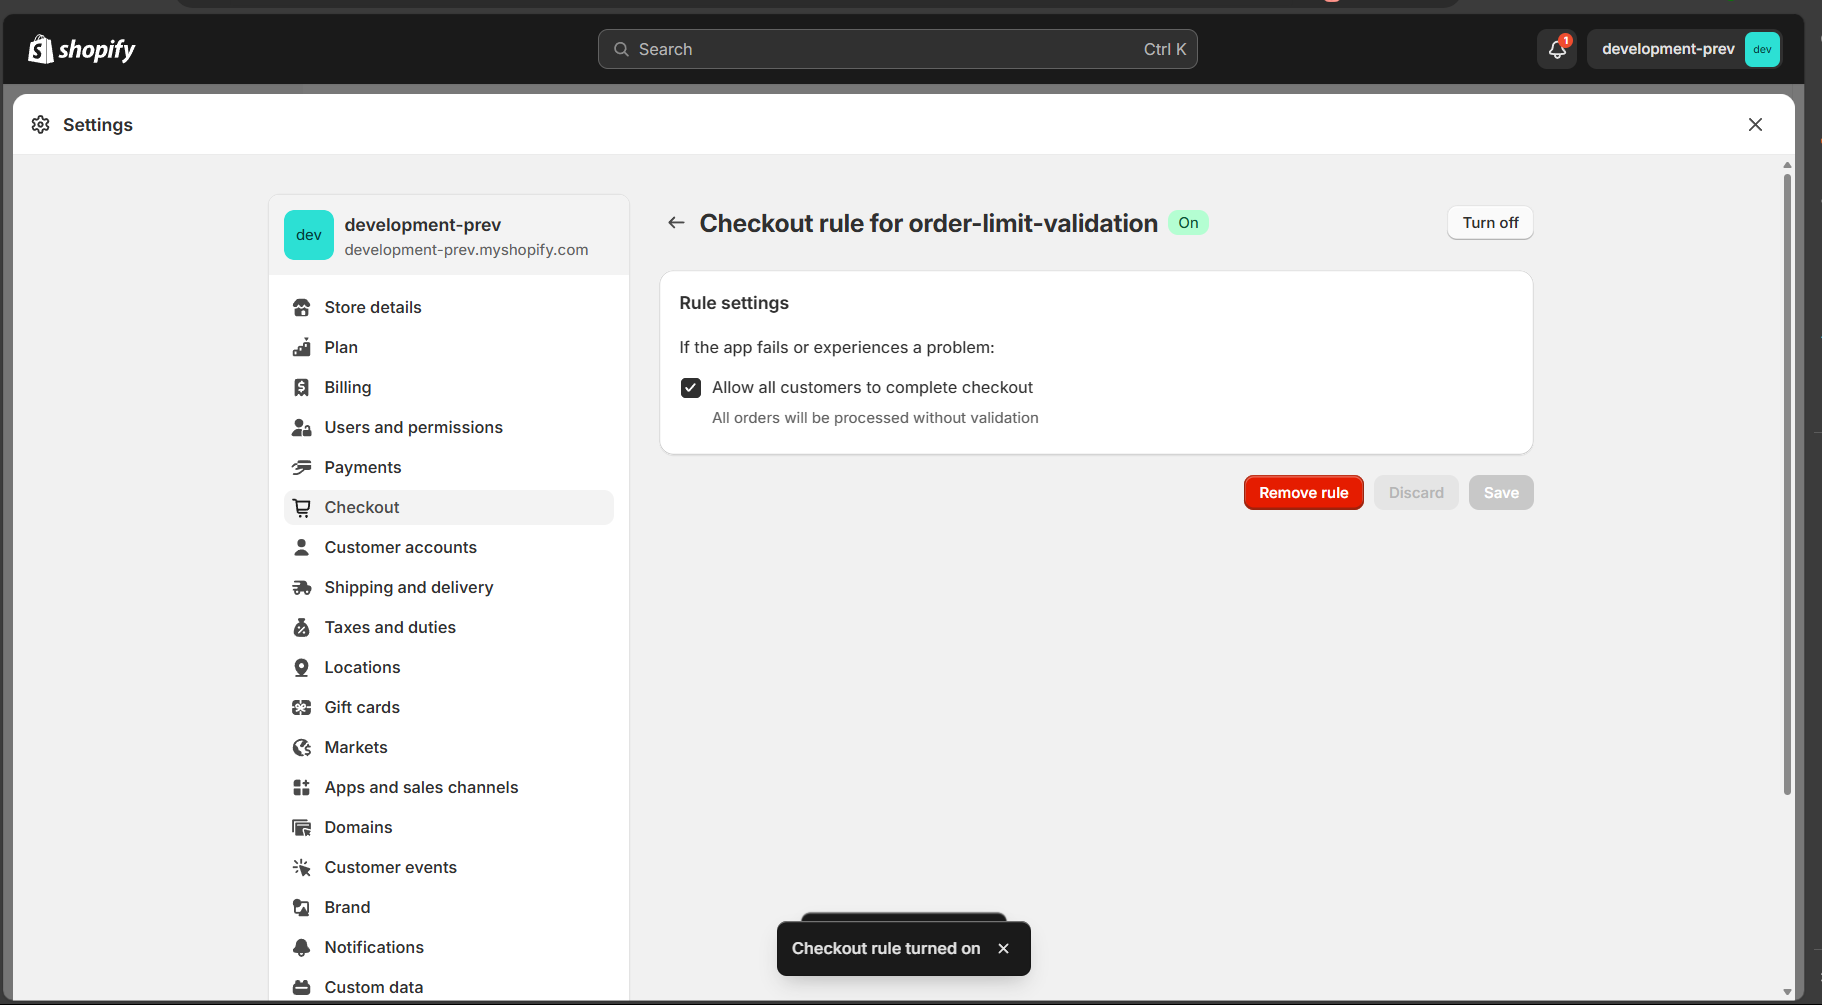 shopify
Search
Ctrl K
1
development-prev
dev
Settings
dev
development-prev
development-prev.myshopify.com
Store details
Plan
Billing
Users and permissions
Payments
Checkout
Customer accounts
Shipping and delivery
Taxes and duties
Locations
Gift cards
Markets
Apps and sales channels
Domains
Customer events
Brand
Notifications
Custom data
Checkout rule for order-limit-validation
On
Turn off
Rule settings
If the app fails or experiences a problem:
Allow all customers to complete checkout
All orders will be processed without validation
Remove rule
Discard
Save
Checkout rule turned on